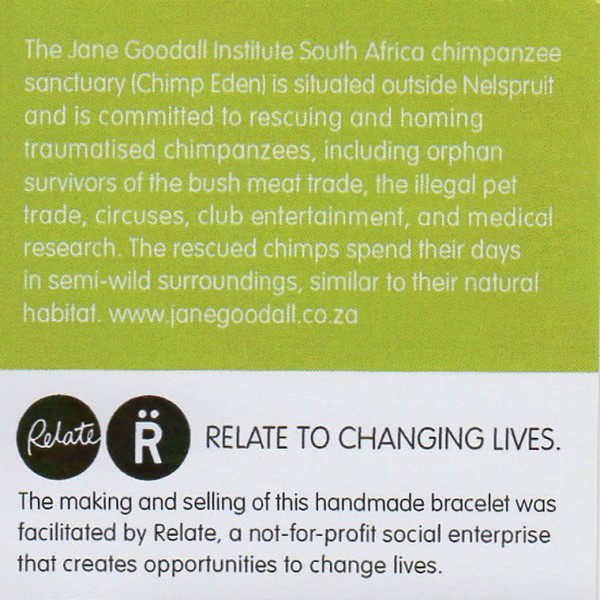 The Jane Goodall Institute South Africa chimpanzee
sanctuary (Chimp Eden) is situated outside Nelspruit
and is committed to rescuing and homing
traumatised chimpanzees, including orphan
survivors of the bush meat trade, the illegal pet
trade, circuses, club entertainment, and medical
research. The rescued chimps spend their days
in semi-wild surroundings, similar to their natural
habitat. www.janegoodall.co.za
Relate R̈ RELATE TO CHANGING LIVES.
The making and selling of this handmade bracelet was
facilitated by Relate, a not-for-profit social enterprise
that creates opportunities to change lives.